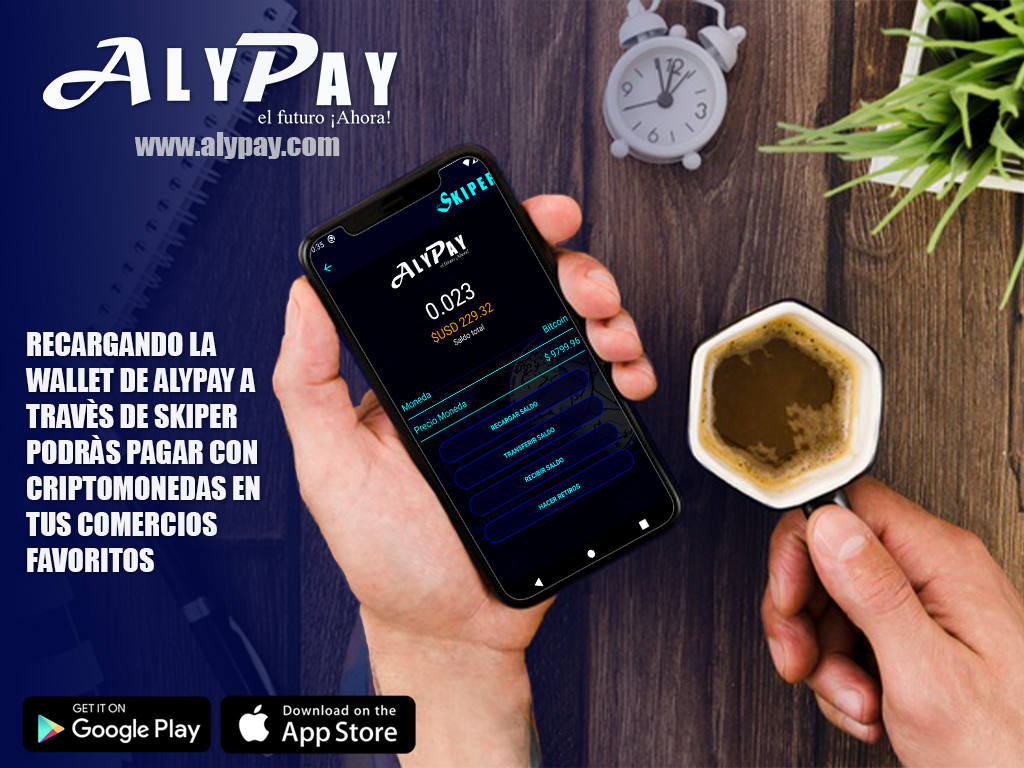 ALYPAY
el futuro ¡Ahora!
www.alypay.com
SKIPER
ALYPAY
0.023
$USD 229.32
Saldo total
Moneda Bitcoin
Precio Moneda $ 9799.96
RECARGAR SALDO
TRANSFERIR SALDO
RECIBIR SALDO
HACER RETIROS
RECARGANDO LA
WALLET DE ALYPAY A
TRAVÈS DE SKIPER
PODRÀS PAGAR CON
CRIPTOMONEDAS EN
TUS COMERCIOS
FAVORITOS
GET IT ON
Google Play
Download on the
App Store